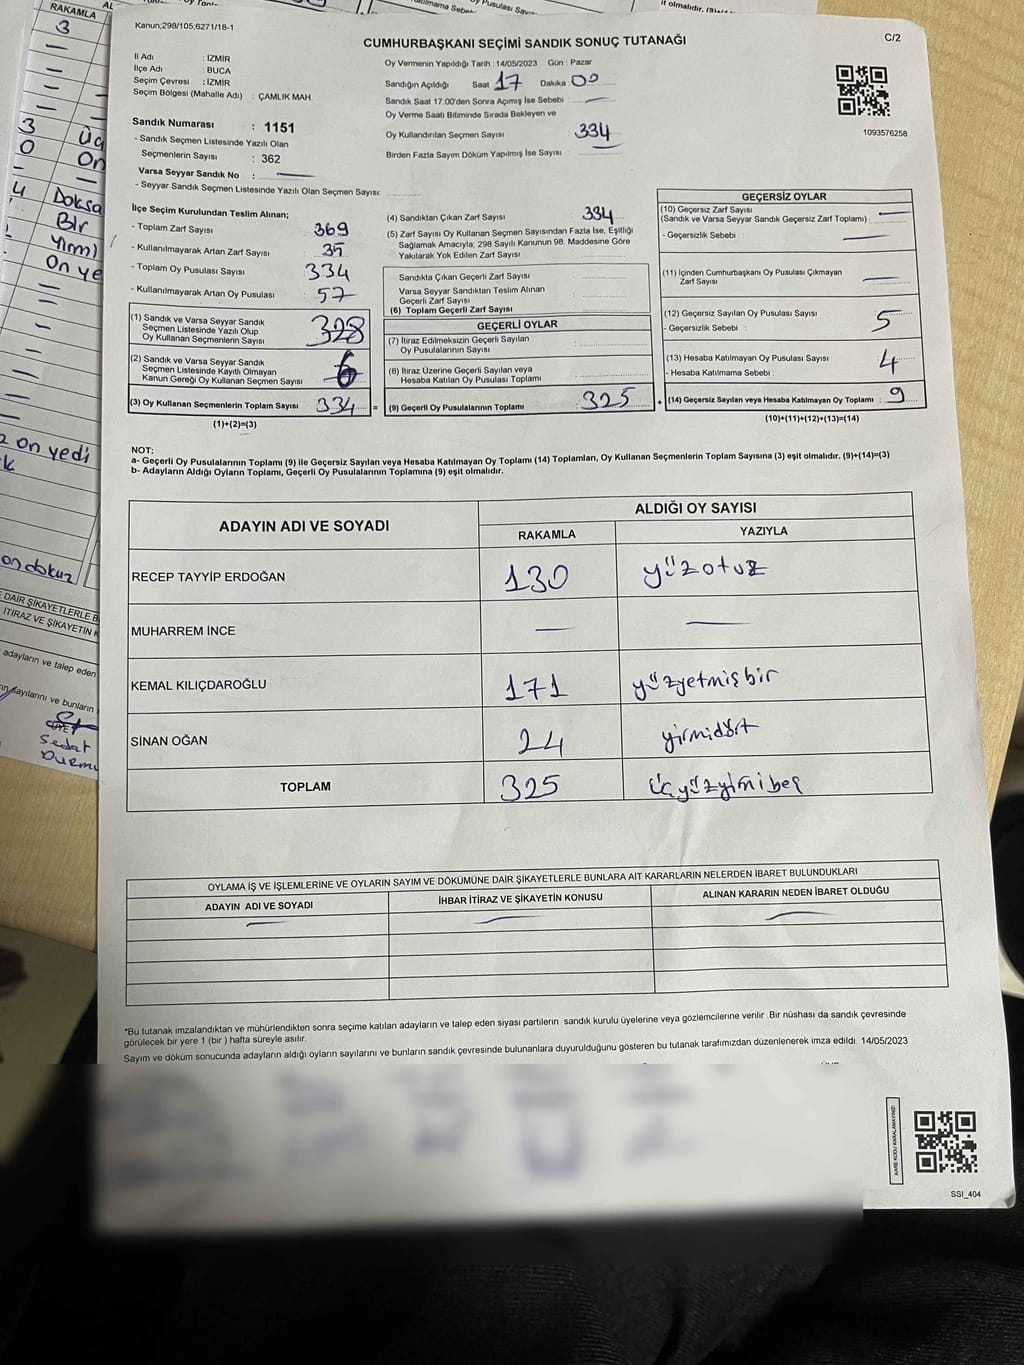 RAKAMLA
3
3
Üç
0
On
4
Doksa
Bir
Yirmi
On ye
2 on yedi
k
on dokuz
E DAİR ŞİKAYETLERLE B
İTİRAZ VE ŞİKAYETİN K
adayların ve talep eden
sayılarını ve bunların
Sedat
Kanun;298/105;6271/18-1
C/2
CUMHURBAŞKANI SEÇİMİ SANDIK SONUÇ TUTANAĞI
İl Adı : İZMİR
İlçe Adı : BUCA
Seçim Çevresi : İZMİR
Seçim Bölgesi (Mahalle Adı) : ÇAMLIK MAH.
Oy Vermenin Yapıldığı Tarih : 14/05/2023 Gün : Pazar
Sandığın Açıldığı Saat 17 Dakika 00
Sandık Saat 17:00'den Sonra Açımış İse Sebebi : —
Oy Verme Saati Bitiminde Sırada Bekleyen ve
Oy Kullandırılan Seçmen Sayısı : 334
Birden Fazla Sayım Döküm Yapılmış İse Sayısı : —
1093576258
Sandık Numarası : 1151
- Sandık Seçmen Listesinde Yazılı Olan
Seçmenlerin Sayısı : 362
Varsa Seyyar Sandık No : —
- Seyyar Sandık Seçmen Listesinde Yazılı Olan Seçmen Sayısı:
İlçe Seçim Kurulundan Teslim Alınan;
- Toplam Zarf Sayısı : 369
- Kullanılmayarak Artan Zarf Sayısı : 35
- Toplam Oy Pusulası Sayısı : 334
- Kullanılmayarak Artan Oy Pusulası : 57
(1) Sandık ve Varsa Seyyar Sandık
Seçmen Listesinde Yazılı Olup
Oy Kullanan Seçmenlerin Sayısı : 328
(2) Sandık ve Varsa Seyyar Sandık
Seçmen Listesinde Kayıtlı Olmayan
Kanun Gereği Oy Kullanan Seçmen Sayısı : 6
(3) Oy Kullanan Seçmenlerin Toplam Sayısı : 334 =
(1)+(2)=(3)
(4) Sandıktan Çıkan Zarf Sayısı : 334
(5) Zarf Sayısı Oy Kullanan Seçmen Sayısından Fazla İse, Eşitliği
Sağlamak Amacıyla; 298 Sayılı Kanunun 98. Maddesine Göre
Yakılarak Yok Edilen Zarf Sayısı :
Sandıkta Çıkan Geçerli Zarf Sayısı :
Varsa Seyyar Sandıktan Teslim Alınan
Geçerli Zarf Sayısı :
(6) Toplam Geçerli Zarf Sayısı :
GEÇERLİ OYLAR
(7) İtiraz Edilmeksizin Geçerli Sayılan
Oy Pusulalarının Sayısı :
(8) İtiraz Üzerine Geçerli Sayılan veya
Hesaba Katılan Oy Pusulası Toplamı :
(9) Geçerli Oy Pusulalarının Toplamı : 325 +
GEÇERSİZ OYLAR
(10) Geçersiz Zarf Sayısı
(Sandık ve Varsa Seyyar Sandık Geçersiz Zarf Toplamı) : —
- Geçersizlik Sebebi : —
(11) İçinden Cumhurbaşkanı Oy Pusulası Çıkmayan
Zarf Sayısı : —
(12) Geçersiz Sayılan Oy Pusulası Sayısı : 5
- Geçersizlik Sebebi :
(13) Hesaba Katılmayan Oy Pusulası Sayısı : 4
- Hesaba Katılmama Sebebi :
(14) Geçersiz Sayılan veya Hesaba Katılmayan Oy Toplamı : 9
(10)+(11)+(12)+(13)=(14)
NOT:
a- Geçerli Oy Pusulalarının Toplamı (9) ile Geçersiz Sayılan veya Hesaba Katılmayan Oy Toplamı (14) Toplamları, Oy Kullanan Seçmenlerin Toplam Sayısına (3) eşit olmalıdır. (9)+(14)=(3)
b- Adayların Aldığı Oyların Toplamı, Geçerli Oy Pusulalarının Toplamına (9) eşit olmalıdır.
ADAYIN ADI VE SOYADI
ALDIĞI OY SAYISI
RAKAMLA YAZIYLA
RECEP TAYYİP ERDOĞAN 130 yüzotuz
MUHARREM İNCE — —
KEMAL KILIÇDAROĞLU 171 yüzyetmişbir
SİNAN OĞAN 24 yirmidört
TOPLAM 325 üçyüzyimibeş
OYLAMA İŞ VE İŞLEMLERİNE VE OYLARIN SAYIM VE DÖKÜMÜNE DAİR ŞİKAYETLERLE BUNLARA AİT KARARLARIN NELERDEN İBARET BULUNDUKLARI
ADAYIN ADI VE SOYADI İHBAR İTİRAZ VE ŞİKAYETİN KONUSU ALINAN KARARIN NEDEN İBARET OLDUĞU
— — —
*Bu tutanak imzalandıktan ve mühürlendikten sonra seçime katılan adayların ve talep eden siyasi partilerin sandık kurulu üyelerine veya gözlemcilerine verilir .Bir nüshası da sandık çevresinde
görülecek bir yere 1 (bir ) hafta süreyle asılır.
Sayım ve döküm sonucunda adayların aldığı oyların sayılarını ve bunların sandık çevresinde bulunanlara duyurulduğunu gösteren bu tutanak tarafımızdan düzenlenerek imza edildi. 14/05/2023
KARE KODU KARALAMAYINIZ!
SSI_404